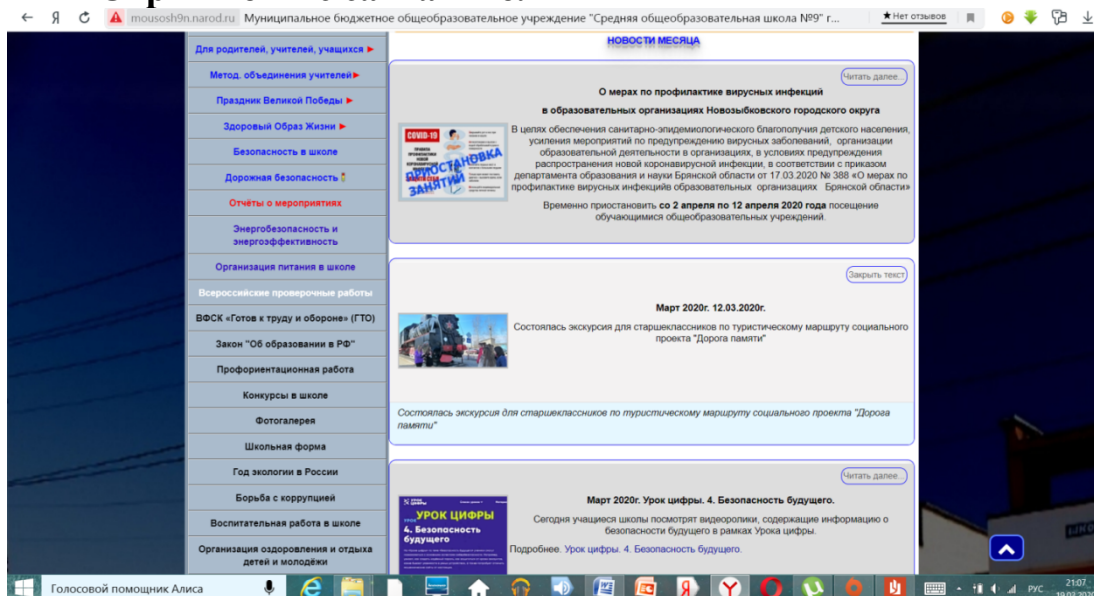 mousosh9n.narod.ru Муниципальное бюджетное общеобразовательное учреждение "Средняя общеобразовательная школа №9" г... ★Нет отзывов
Для родителей, учителей, учащихся ►
Метод. объединения учителей►
Праздник Великой Победы ►
Здоровый Образ Жизни ►
Безопасность в школе
Дорожная безопасность
Отчёты о мероприятиях
Энергобезопасность и
энергоэффективность
Организация питания в школе
Всероссийские проверочные работы
ВФСК «Готов к труду и обороне» (ГТО)
Закон "Об образовании в РФ"
Профориентационная работа
Конкурсы в школе
Фотогалерея
Школьная форма
Год экологии в России
Борьба с коррупцией
Воспитательная работа в школе
Организация оздоровления и отдыха
детей и молодёжи
НОВОСТИ МЕСЯЦА
Читать далее...
О мерах по профилактике вирусных инфекций
в образовательных организациях Новозыбковского городского округа
COVID-19
ПРИОСТАНОВКА
ЗАНЯТИЙ
В целях обеспечения санитарно-эпидемиологического благополучия детского населения,
усиления мероприятий по предупреждению вирусных заболеваний, организации
образовательной деятельности в организациях, в условиях предупреждения
распространения новой коронавирусной инфекции, в соответствии с приказом
департамента образования и науки Брянской области от 17.03.2020 № 388 «О мерах по
профилактике вирусных инфекцийв образовательных организациях Брянской области»
Временно приостановить со 2 апреля по 12 апреля 2020 года посещение
обучающимися общеобразовательных учреждений.
Закрыть текст
Март 2020г. 12.03.2020г.
Состоялась экскурсия для старшеклассников по туристическому маршруту социального
проекта "Дорога памяти"
Состоялась экскурсия для старшеклассников по туристическому маршруту социального проекта "Дорога
памяти"
Читать далее...
Март 2020г. Урок цифры. 4. Безопасность будущего.
УРОК ЦИФРЫ
4. Безопасность
будущего
Сегодня учащиеся школы посмотрят видеоролики, содержащие информацию о
безопасности будущего в рамках Урока цифры.
Подробнее. Урок цифры. 4. Безопасность будущего.
Голосовой помощник Алиса
РУС
21:07
19.03.2020